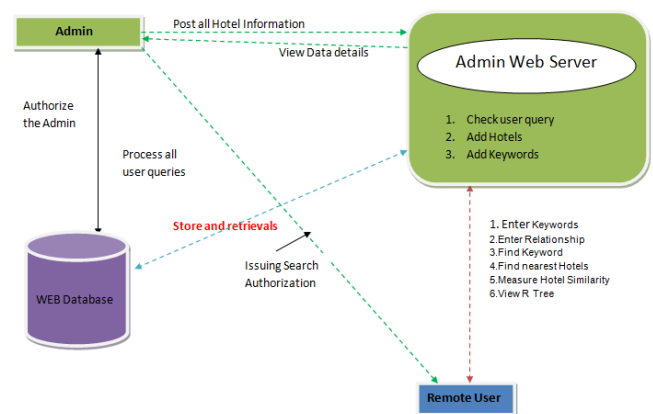 Admin
Post all Hotel Information
View Data details
Admin Web Server
1. Check user query
2. Add Hotels
3. Add Keywords
Authorize
the Admin
Process all
user queries
Store and retrievals
Issuing Search
Authorization
WEB Database
1. Enter Keywords
2.Enter Relationship
3.Find Keyword
4.Find nearest Hotels
5.Measure Hotel Similarity
6.View R Tree
Remote User